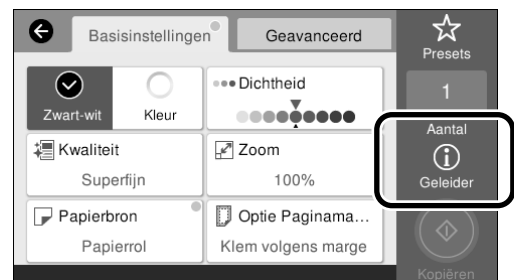 Basisinstellingen
Geavanceerd
Presets
Zwart-wit
Kleur
Dichtheid
1
Aantal
Kwaliteit
Superfijn
Zoom
100%
Geleider
Papierbron
Papierrol
Optie Paginama...
Klem volgens marge
Kopiëren